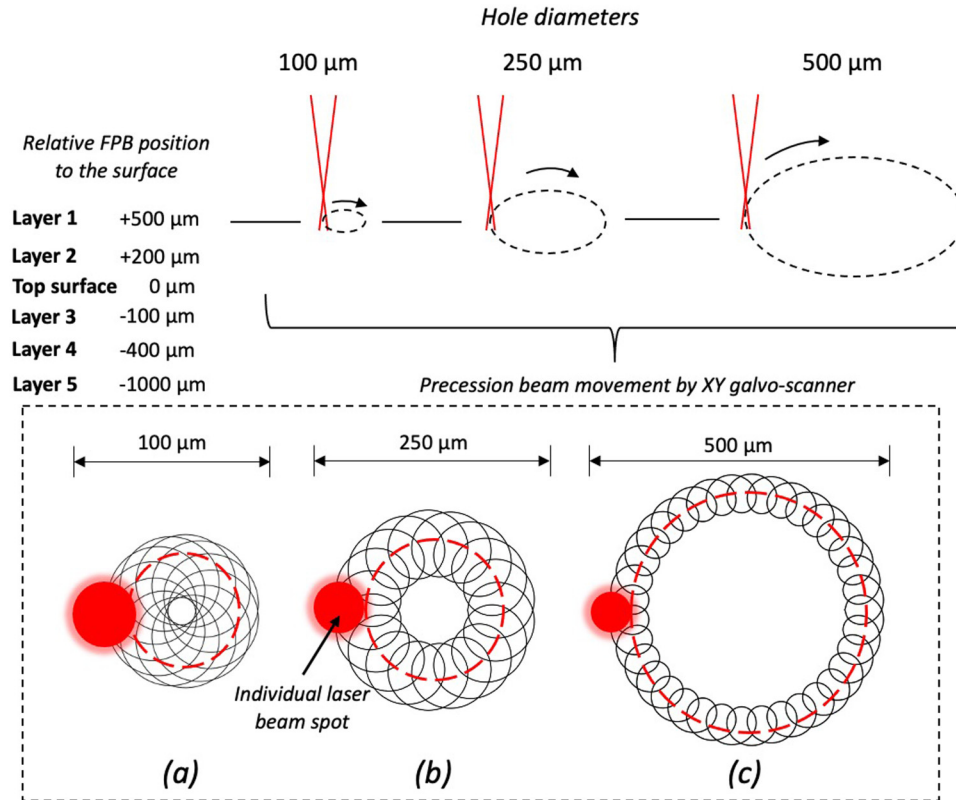 Hole diameters
100 µm
250 µm
500 µm
Relative FPB position
to the surface
Layer 1 +500 µm
Layer 2 +200 µm
Top surface 0 µm
Layer 3 -100 µm
Layer 4 -400 µm
Layer 5 -1000 µm
Precession beam movement by XY galvo-scanner
100 µm
250 µm
500 µm
Individual laser
beam spot
(a)
(b)
(c)